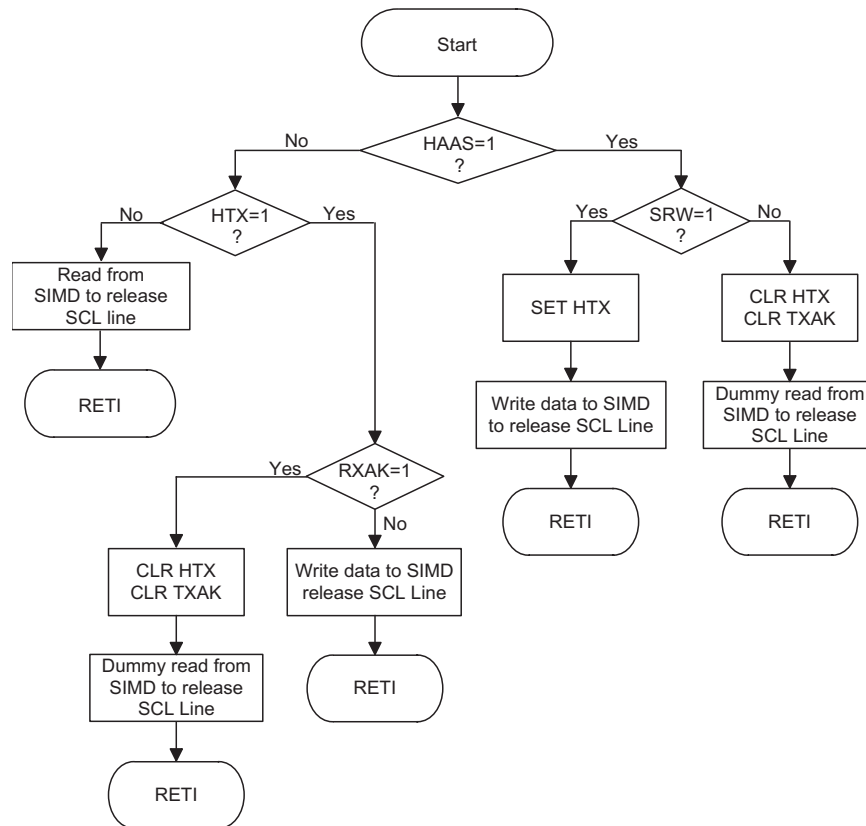 Start
HAAS=1
?
No
Yes
HTX=1
?
No
Yes
SRW=1
?
Yes
No
Read from
SIMD to release
SCL line
RETI
SET HTX
CLR HTX
CLR TXAK
Write data to SIMD
to release SCL Line
Dummy read from
SIMD to release
SCL Line
RETI
RETI
RXAK=1
?
Yes
No
CLR HTX
CLR TXAK
Write data to SIMD
release SCL Line
Dummy read from
SIMD to release
SCL Line
RETI
RETI